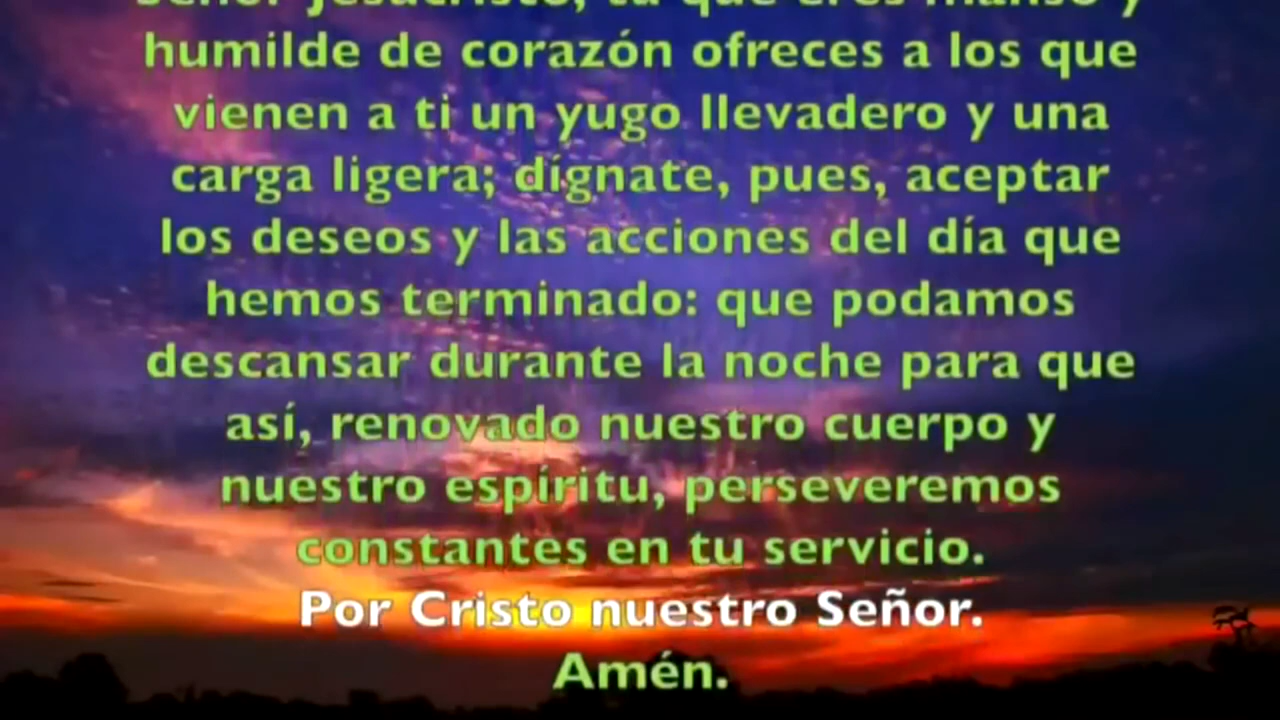 Señor Jesucristo, tú que eres manso y
humilde de corazón ofreces a los que
vienen a ti un yugo llevadero y una
carga ligera; dígnate, pues, aceptar
los deseos y las acciones del día que
hemos terminado: que podamos
descansar durante la noche para que
así, renovado nuestro cuerpo y
nuestro espíritu, perseveremos
constantes en tu servicio.
Por Cristo nuestro Señor.
Amén.